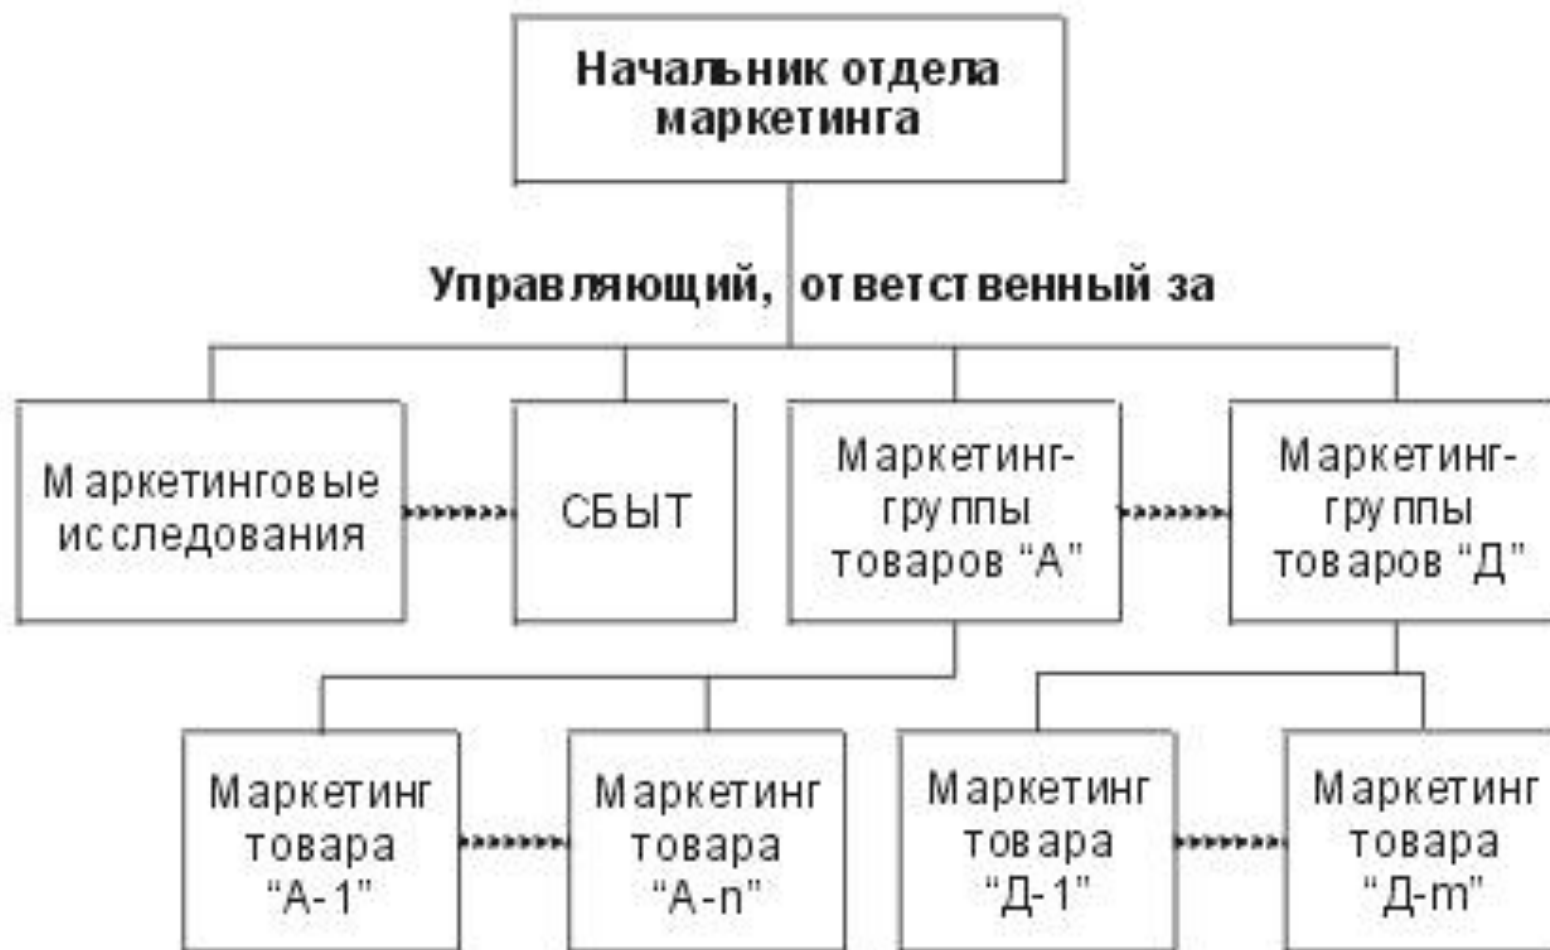 Начальник отдела
маркетинга
Управляющий, ответственный за
Маркетинговые
исследования
СБЫТ
Маркетинг-
группы
товаров “А”
Маркетинг-
группы
товаров “Д”
Маркетинг
товара
“А-1”
Маркетинг
товара
“А-n”
Маркетинг
товара
“Д-1”
Маркетинг
товара
“Д-m”